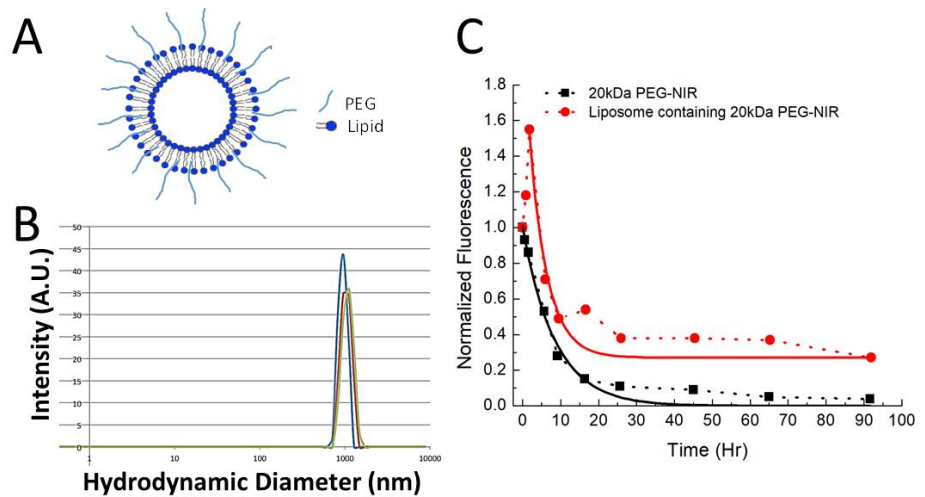 A
PEG
Lipid
B
Intensity (A.U.)
50
45
40
35
30
25
20
15
10
5
0
1
10
100
1000
10000
Hydrodynamic Diameter (nm)
C
Normalized Fluorescence
1.8
1.6
1.4
1.2
1.0
0.8
0.6
0.4
0.2
0.0
20kDa PEG-NIR
Liposome containing 20kDa PEG-NIR
0 10 20 30 40 50 60 70 80 90 100
Time (Hr)